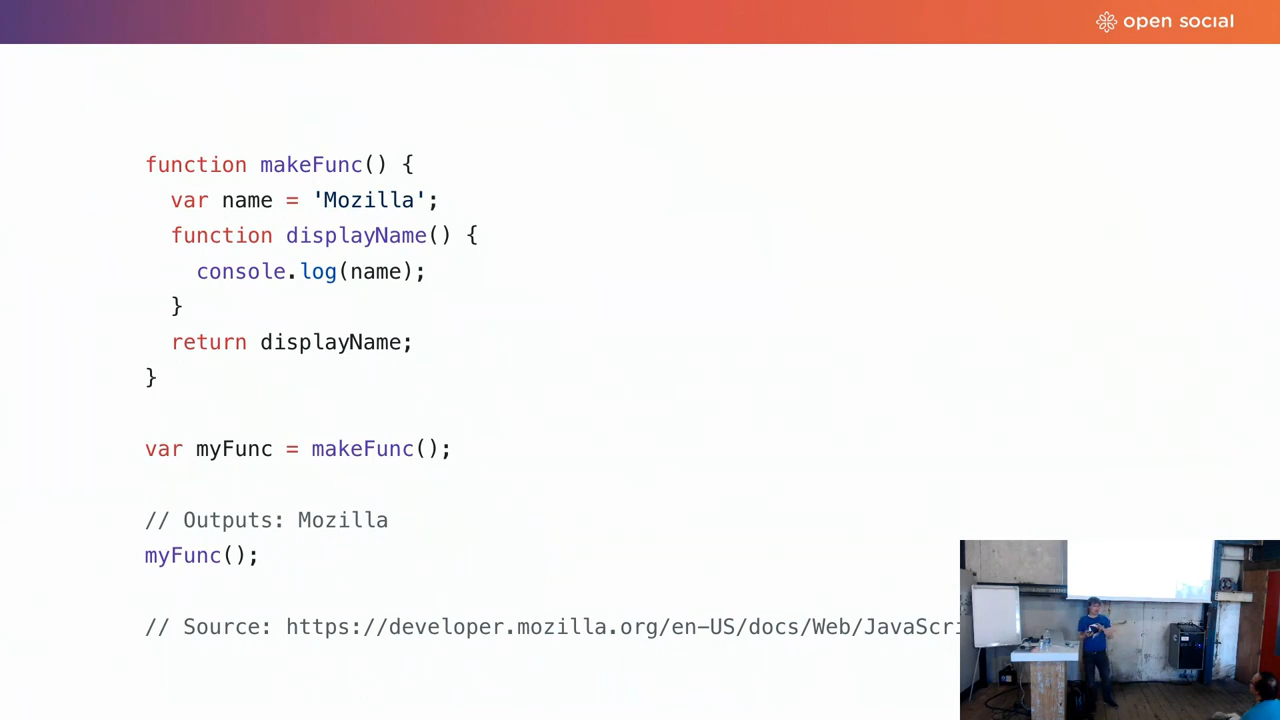 open social
function makeFunc() {
var name = 'Mozilla';
function displayName() {
console.log(name);
}
return displayName;
}
var myFunc = makeFunc();
// Outputs: Mozilla
myFunc();
// Source: https://developer.mozilla.org/en-US/docs/Web/JavaScri